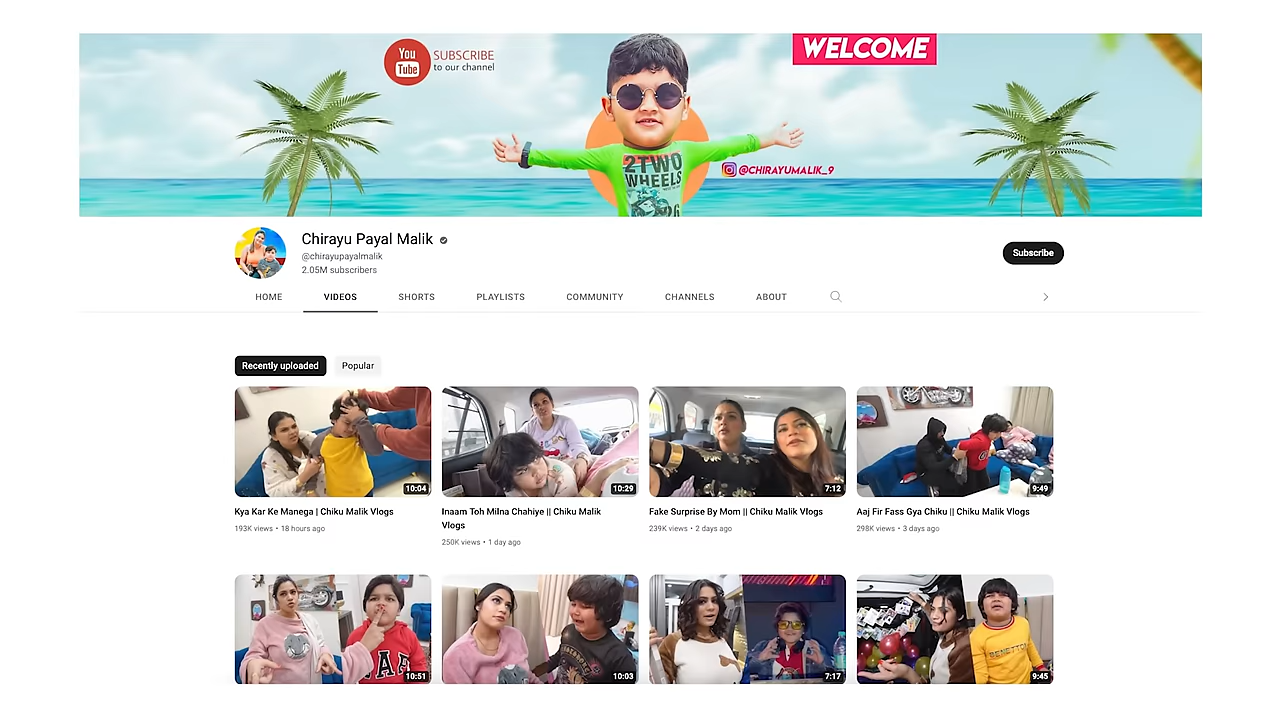 You
Tube
SUBSCRIBE
to our channel
WELCOME
2TWO
WHEELS
26
@CHIRAYUMALIK_9
Chirayu Payal Malik
@chirayupayalmalik
2.05M subscribers
Subscribe
HOME VIDEOS SHORTS PLAYLISTS COMMUNITY CHANNELS ABOUT
Recently uploaded Popular
10:04 10:29 7:12 9:49
Kya Kar Ke Manega | Chiku Malik Vlogs
193K views • 18 hours ago
Inaam Toh Milna Chahiye || Chiku Malik
Vlogs
250K views • 1 day ago
Fake Surprise By Mom || Chiku Malik Vlogs
239K views • 2 days ago
Aaj Fir Fass Gya Chiku || Chiku Malik Vlogs
298K views • 3 days ago
GAP
BENETTON
10:51 10:03 7:17 9:45